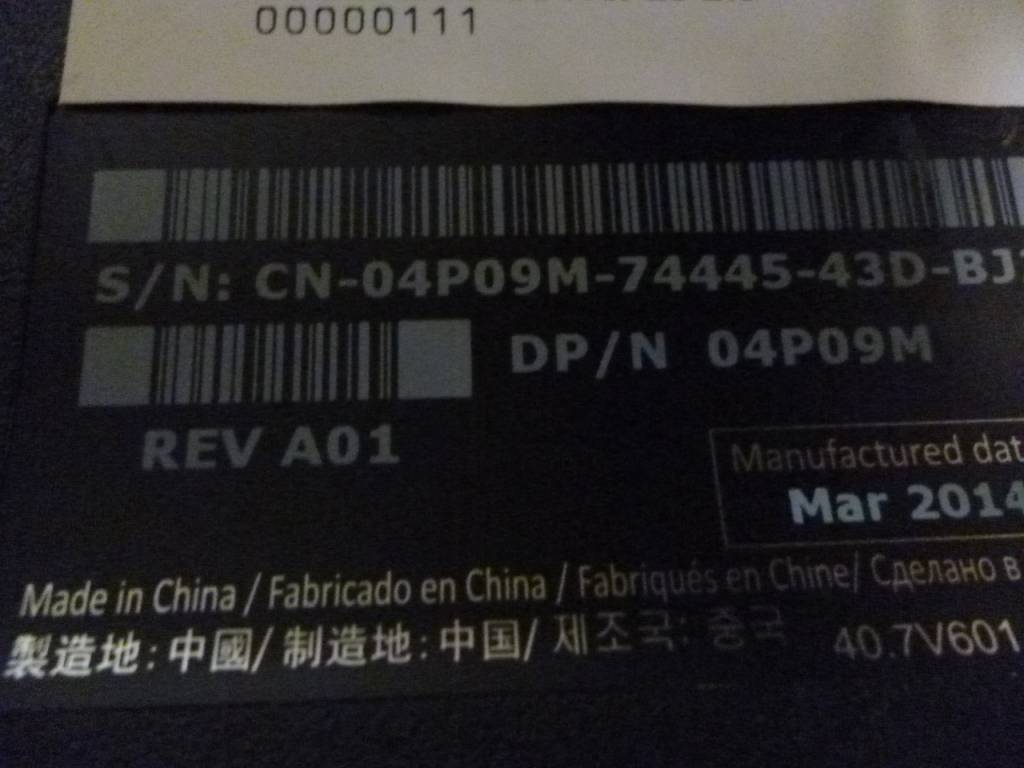 00000111
S/N: CN-04P09M-74445-43D-BJ
DP/N 04P09M
REV A01
Manufactured dat
Mar 2014
Made in China / Fabricado en China / Fabriqués en Chine/ Сделано в
製造地: 中國/ 制造地: 中国/ 제조국: 중국
40.7V601